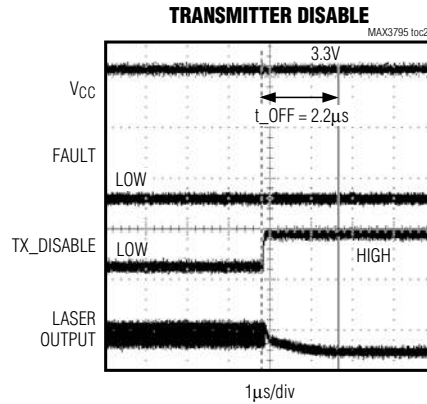 TRANSMITTER DISABLE
MAX3795 toc2
3.3V
VCC
t_OFF = 2.2μs
FAULT
LOW
TX_DISABLE
LOW
HIGH
LASER
OUTPUT
1μs/div